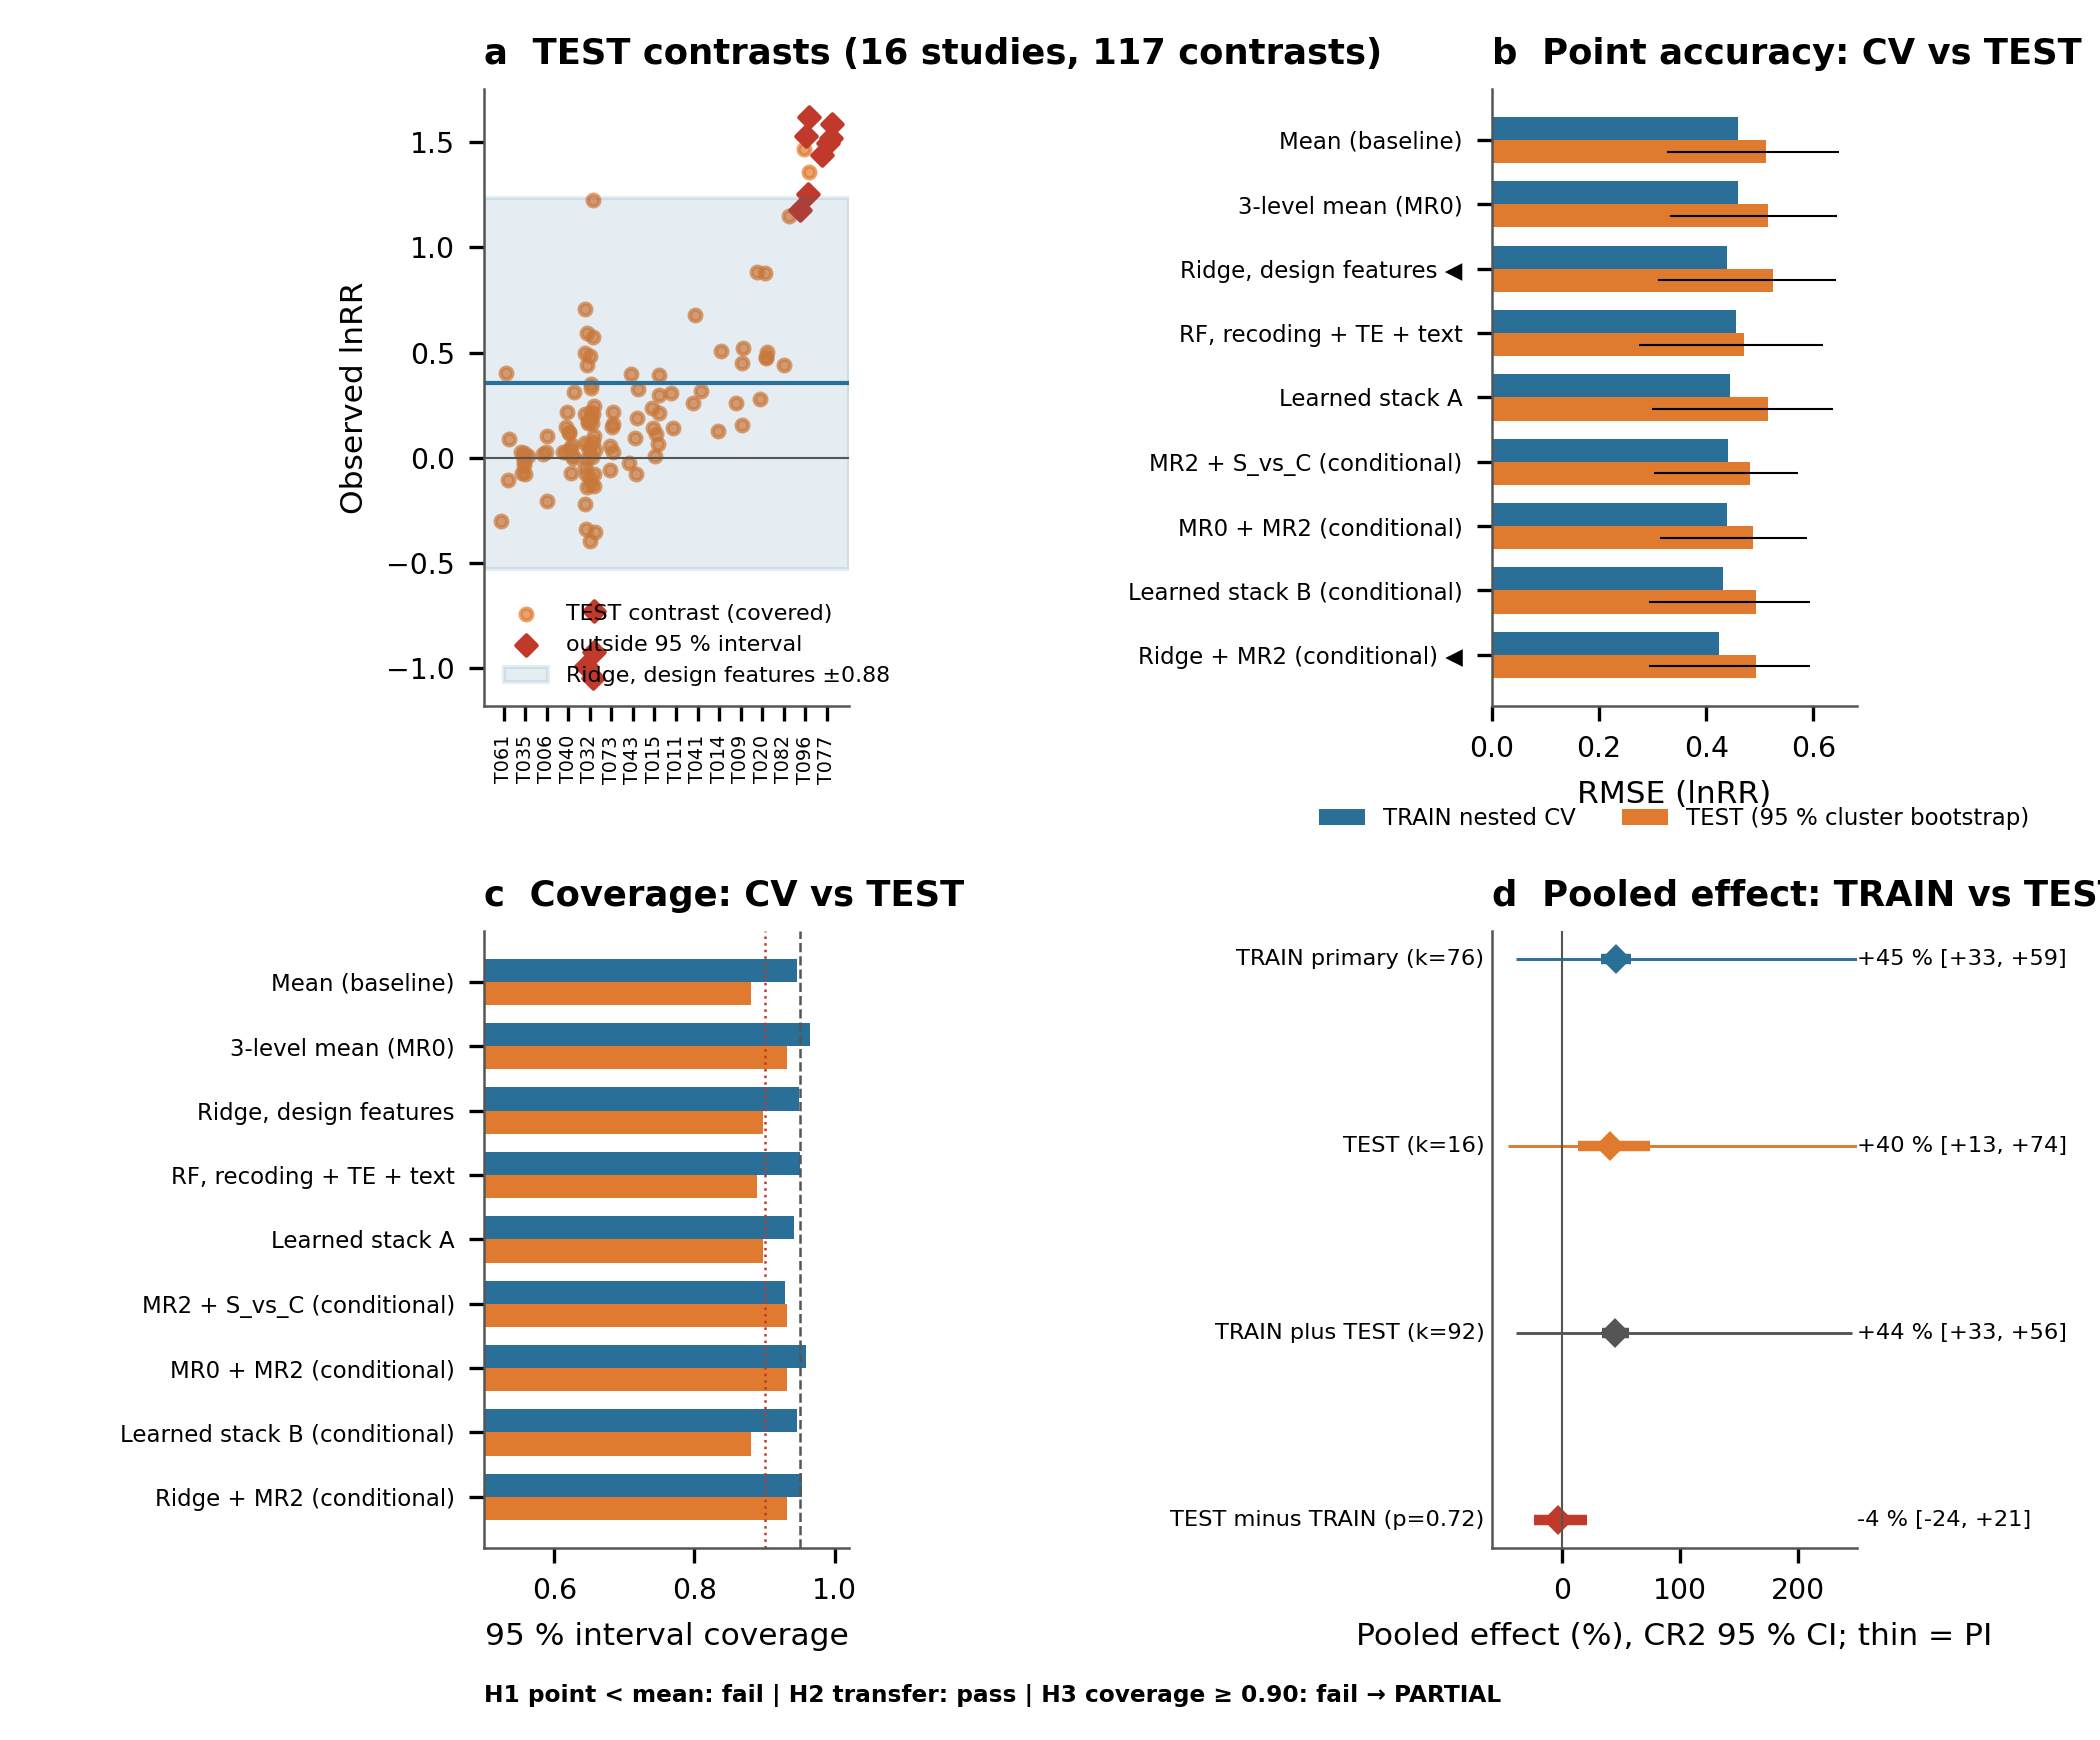 a TEST contrasts (16 studies, 117 contrasts)
Observed lnRR
1.5
1.0
0.5
0.0
−0.5
−1.0
TEST contrast (covered)
outside 95 % interval
Ridge, design features ±0.88
T061
T035
T006
T040
T032
T073
T043
T015
T011
T041
T014
T009
T020
T082
T096
T077
b Point accuracy: CV vs TEST
Mean (baseline)
3-level mean (MR0)
Ridge, design features ◀
RF, recoding + TE + text
Learned stack A
MR2 + S_vs_C (conditional)
MR0 + MR2 (conditional)
Learned stack B (conditional)
Ridge + MR2 (conditional) ◀
0.0 0.2 0.4 0.6
RMSE (lnRR)
TRAIN nested CV TEST (95 % cluster bootstrap)
c Coverage: CV vs TEST
Mean (baseline)
3-level mean (MR0)
Ridge, design features
RF, recoding + TE + text
Learned stack A
MR2 + S_vs_C (conditional)
MR0 + MR2 (conditional)
Learned stack B (conditional)
Ridge + MR2 (conditional)
0.6 0.8 1.0
95 % interval coverage
d Pooled effect: TRAIN vs TES
TRAIN primary (k=76) +45 % [+33, +59]
TEST (k=16) +40 % [+13, +74]
TRAIN plus TEST (k=92) +44 % [+33, +56]
TEST minus TRAIN (p=0.72) -4 % [-24, +21]
0 100 200
Pooled effect (%), CR2 95 % CI; thin = PI
H1 point < mean: fail | H2 transfer: pass | H3 coverage ≥ 0.90: fail → PARTIAL